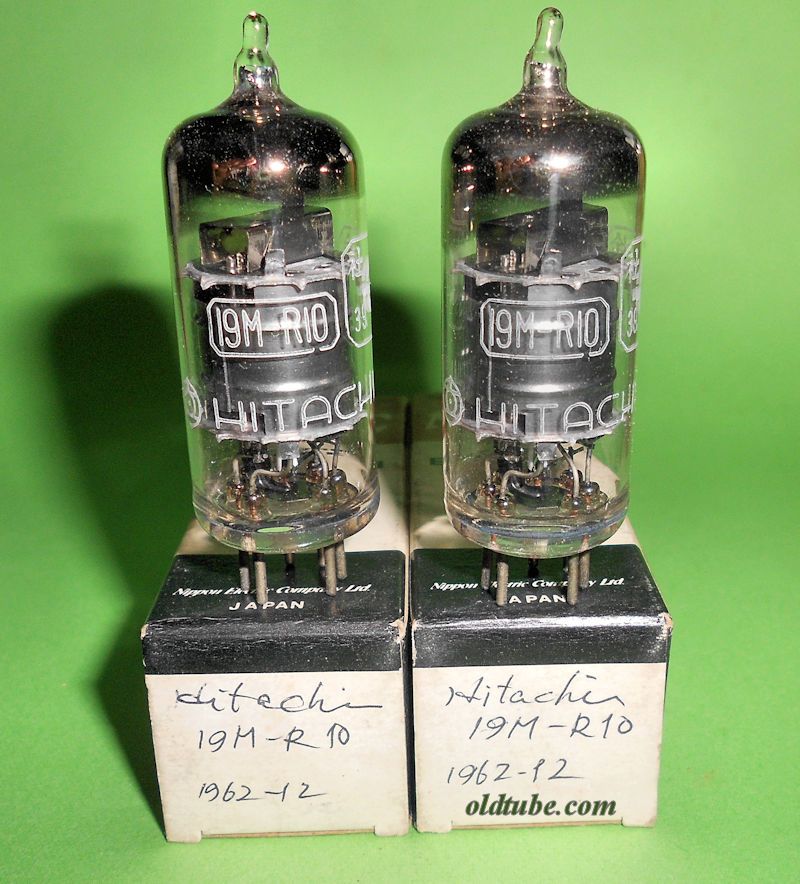 19M-R10
HITACHI
19M-R10
HITACHI
Nippon Electric Company Ltd.
JAPAN
Nippon Electric Company Ltd.
JAPAN
Hitachi
19M-R10
1962-12
Hitachi
19M-R10
1962-12
oldtube.com